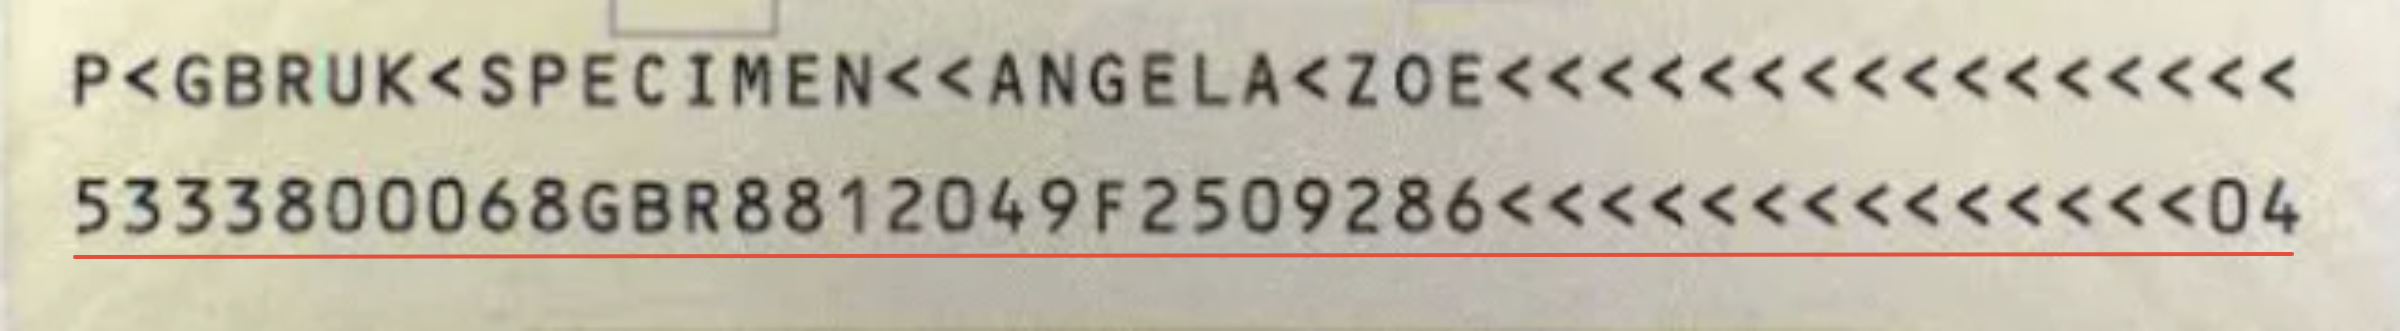 P<GBRUK<SPECIMEN<<ANGELA<ZOE<<<<<<<<<<<<<<<<
5333800068GBR8812049F2509286<<<<<<<<<<<<<<04